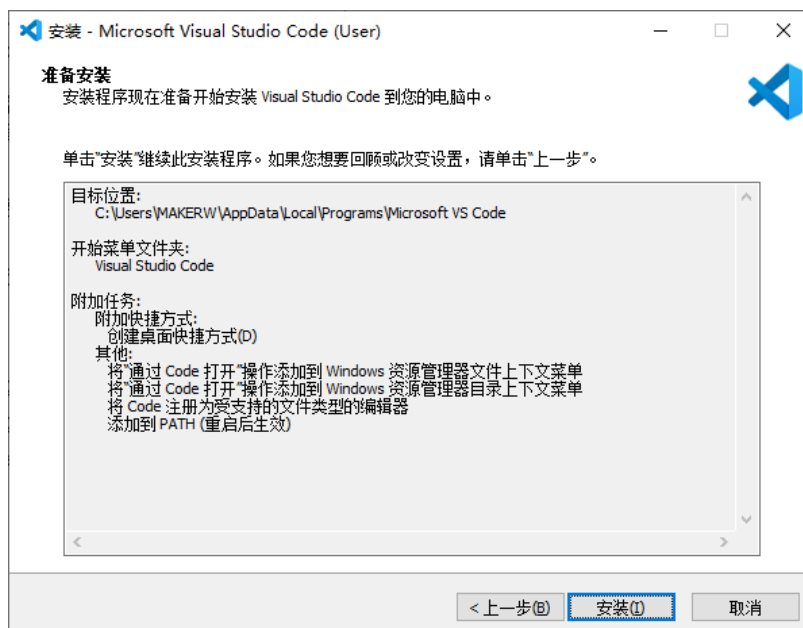 安装 - Microsoft Visual Studio Code (User)
准备安装
安装程序现在准备开始安装 Visual Studio Code 到您的电脑中。
单击“安装”继续此安装程序。如果您想要回顾或改变设置，请单击“上一步”。
目标位置:
C:\Users\MAKERW\AppData\Local\Programs\Microsoft VS Code
开始菜单文件夹:
Visual Studio Code
附加任务:
附加快捷方式:
创建桌面快捷方式(D)
其他:
将“通过 Code 打开”操作添加到 Windows 资源管理器文件上下文菜单
将“通过 Code 打开”操作添加到 Windows 资源管理器目录上下文菜单
将 Code 注册为受支持的文件类型的编辑器
添加到 PATH (重启后生效)
<上一步(B) 安装(I) 取消